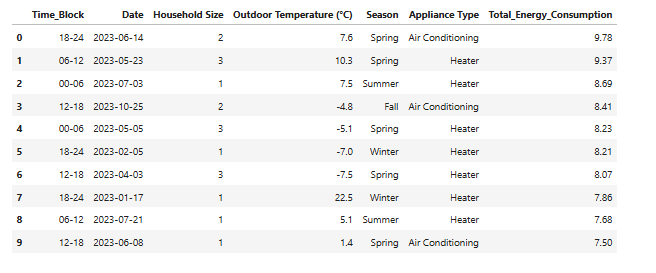 Time_Block Date Household Size Outdoor Temperature (°C) Season Appliance Type Total_Energy_Consumption
0 18-24 2023-06-14 2 7.6 Spring Air Conditioning 9.78
1 06-12 2023-05-23 3 10.3 Spring Heater 9.37
2 00-06 2023-07-03 1 7.5 Summer Heater 8.69
3 12-18 2023-10-25 2 -4.8 Fall Air Conditioning 8.41
4 00-06 2023-05-05 3 -5.1 Spring Heater 8.23
5 18-24 2023-02-05 1 -7.0 Winter Heater 8.21
6 12-18 2023-04-03 3 -7.5 Spring Heater 8.07
7 18-24 2023-01-17 1 22.5 Winter Heater 7.86
8 06-12 2023-07-21 1 5.1 Summer Heater 7.68
9 12-18 2023-06-08 1 1.4 Spring Air Conditioning 7.50